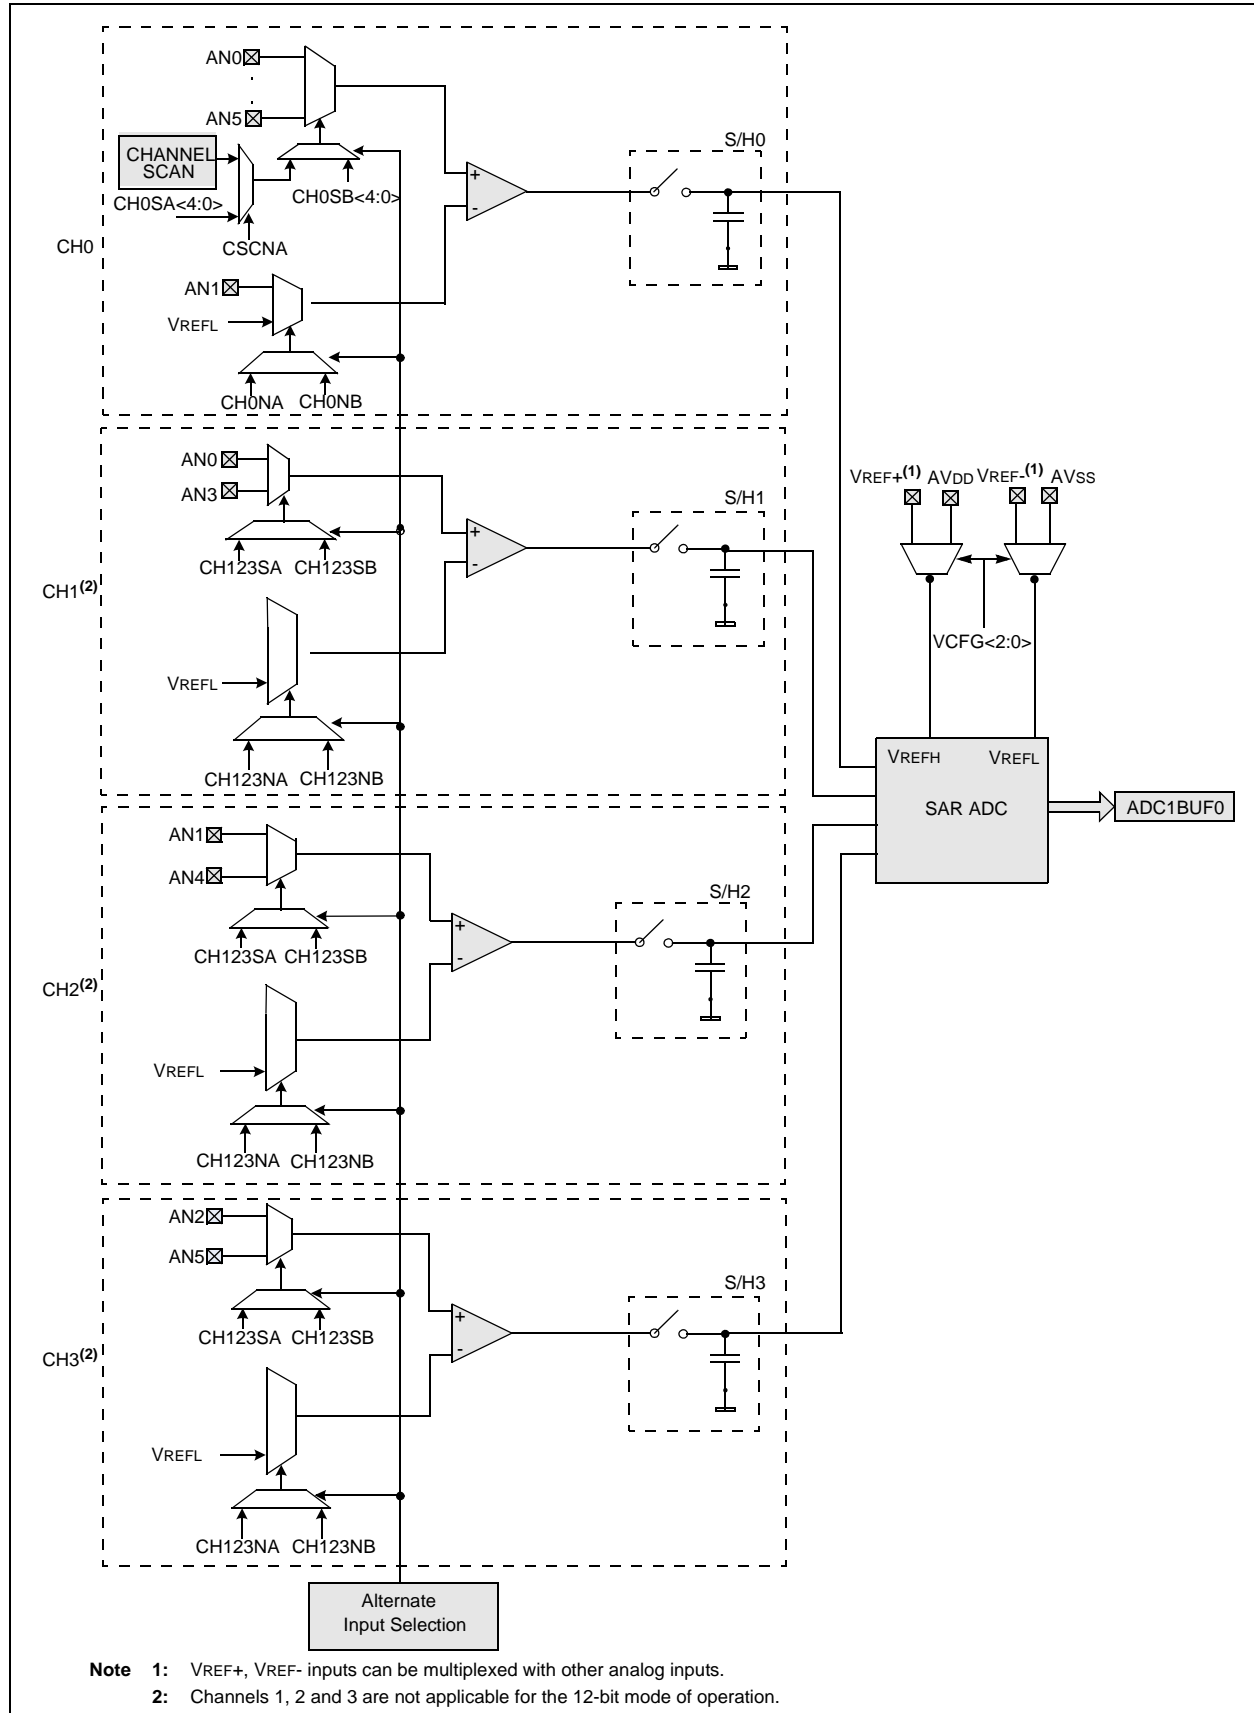 AN0
AN5
CHANNEL
SCAN
CH0SA<4:0>
CH0SB<4:0>
CSCNA
CH0
AN1
VREFL
CH0NA CH0NB
+
-
S/H0
AN0
AN3
CH123SA CH123SB
CH1(2)
VREFL
CH123NA CH123NB
+
-
S/H1
VREF+(1) AVDD VREF-(1) AVSS
VCFG<2:0>
VREFH VREFL
SAR ADC
ADC1BUF0
AN1
AN4
CH123SA CH123SB
CH2(2)
VREFL
CH123NA CH123NB
+
-
S/H2
AN2
AN5
CH123SA CH123SB
CH3(2)
VREFL
CH123NA CH123NB
+
-
S/H3
Alternate
Input Selection
Note 1: VREF+, VREF- inputs can be multiplexed with other analog inputs.
2: Channels 1, 2 and 3 are not applicable for the 12-bit mode of operation.